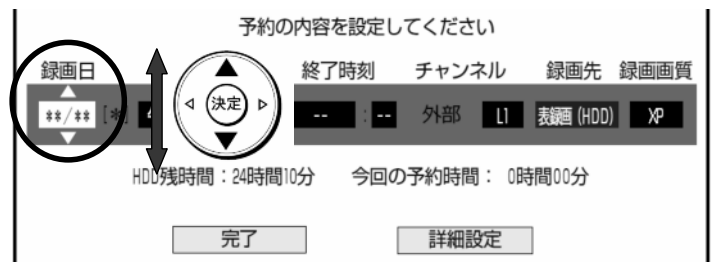 予約の内容を設定してください
録画日 終了時刻 チャンネル 録画先 録画画質
**/** [*] 決定 -- : -- 外部 L1 表録画 (HDD) XP
HDD残時間:24時間10分 今回の予約時間: 0時間00分
完了 詳細設定